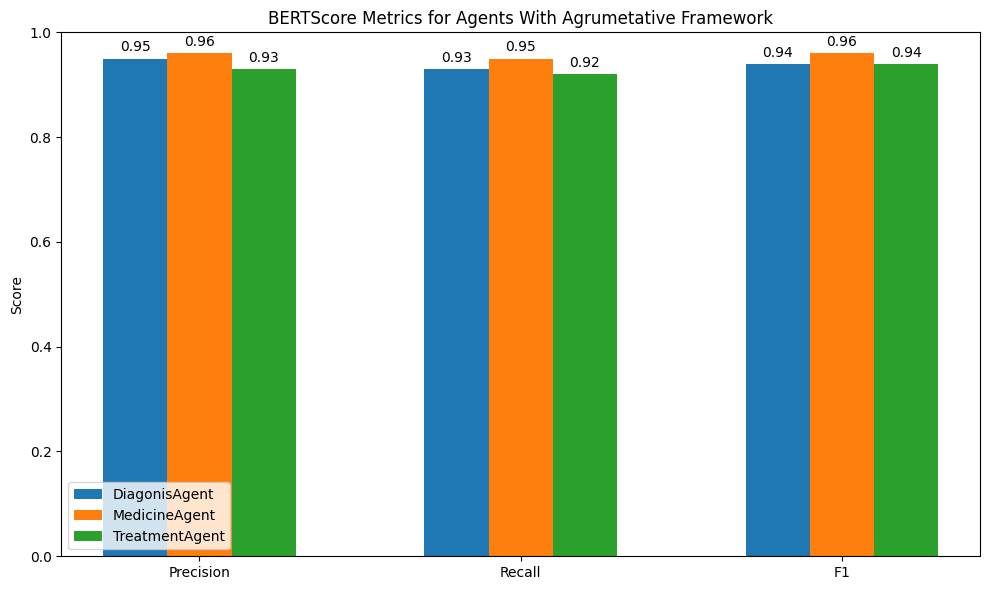 BERTScore Metrics for Agents With Agrumetative Framework
1.0
0.8
0.6
0.4
0.2
0.0
Score
0.95
0.96
0.93
0.93
0.95
0.92
0.94
0.96
0.94
DiagonisAgent
MedicineAgent
TreatmentAgent
Precision
Recall
F1